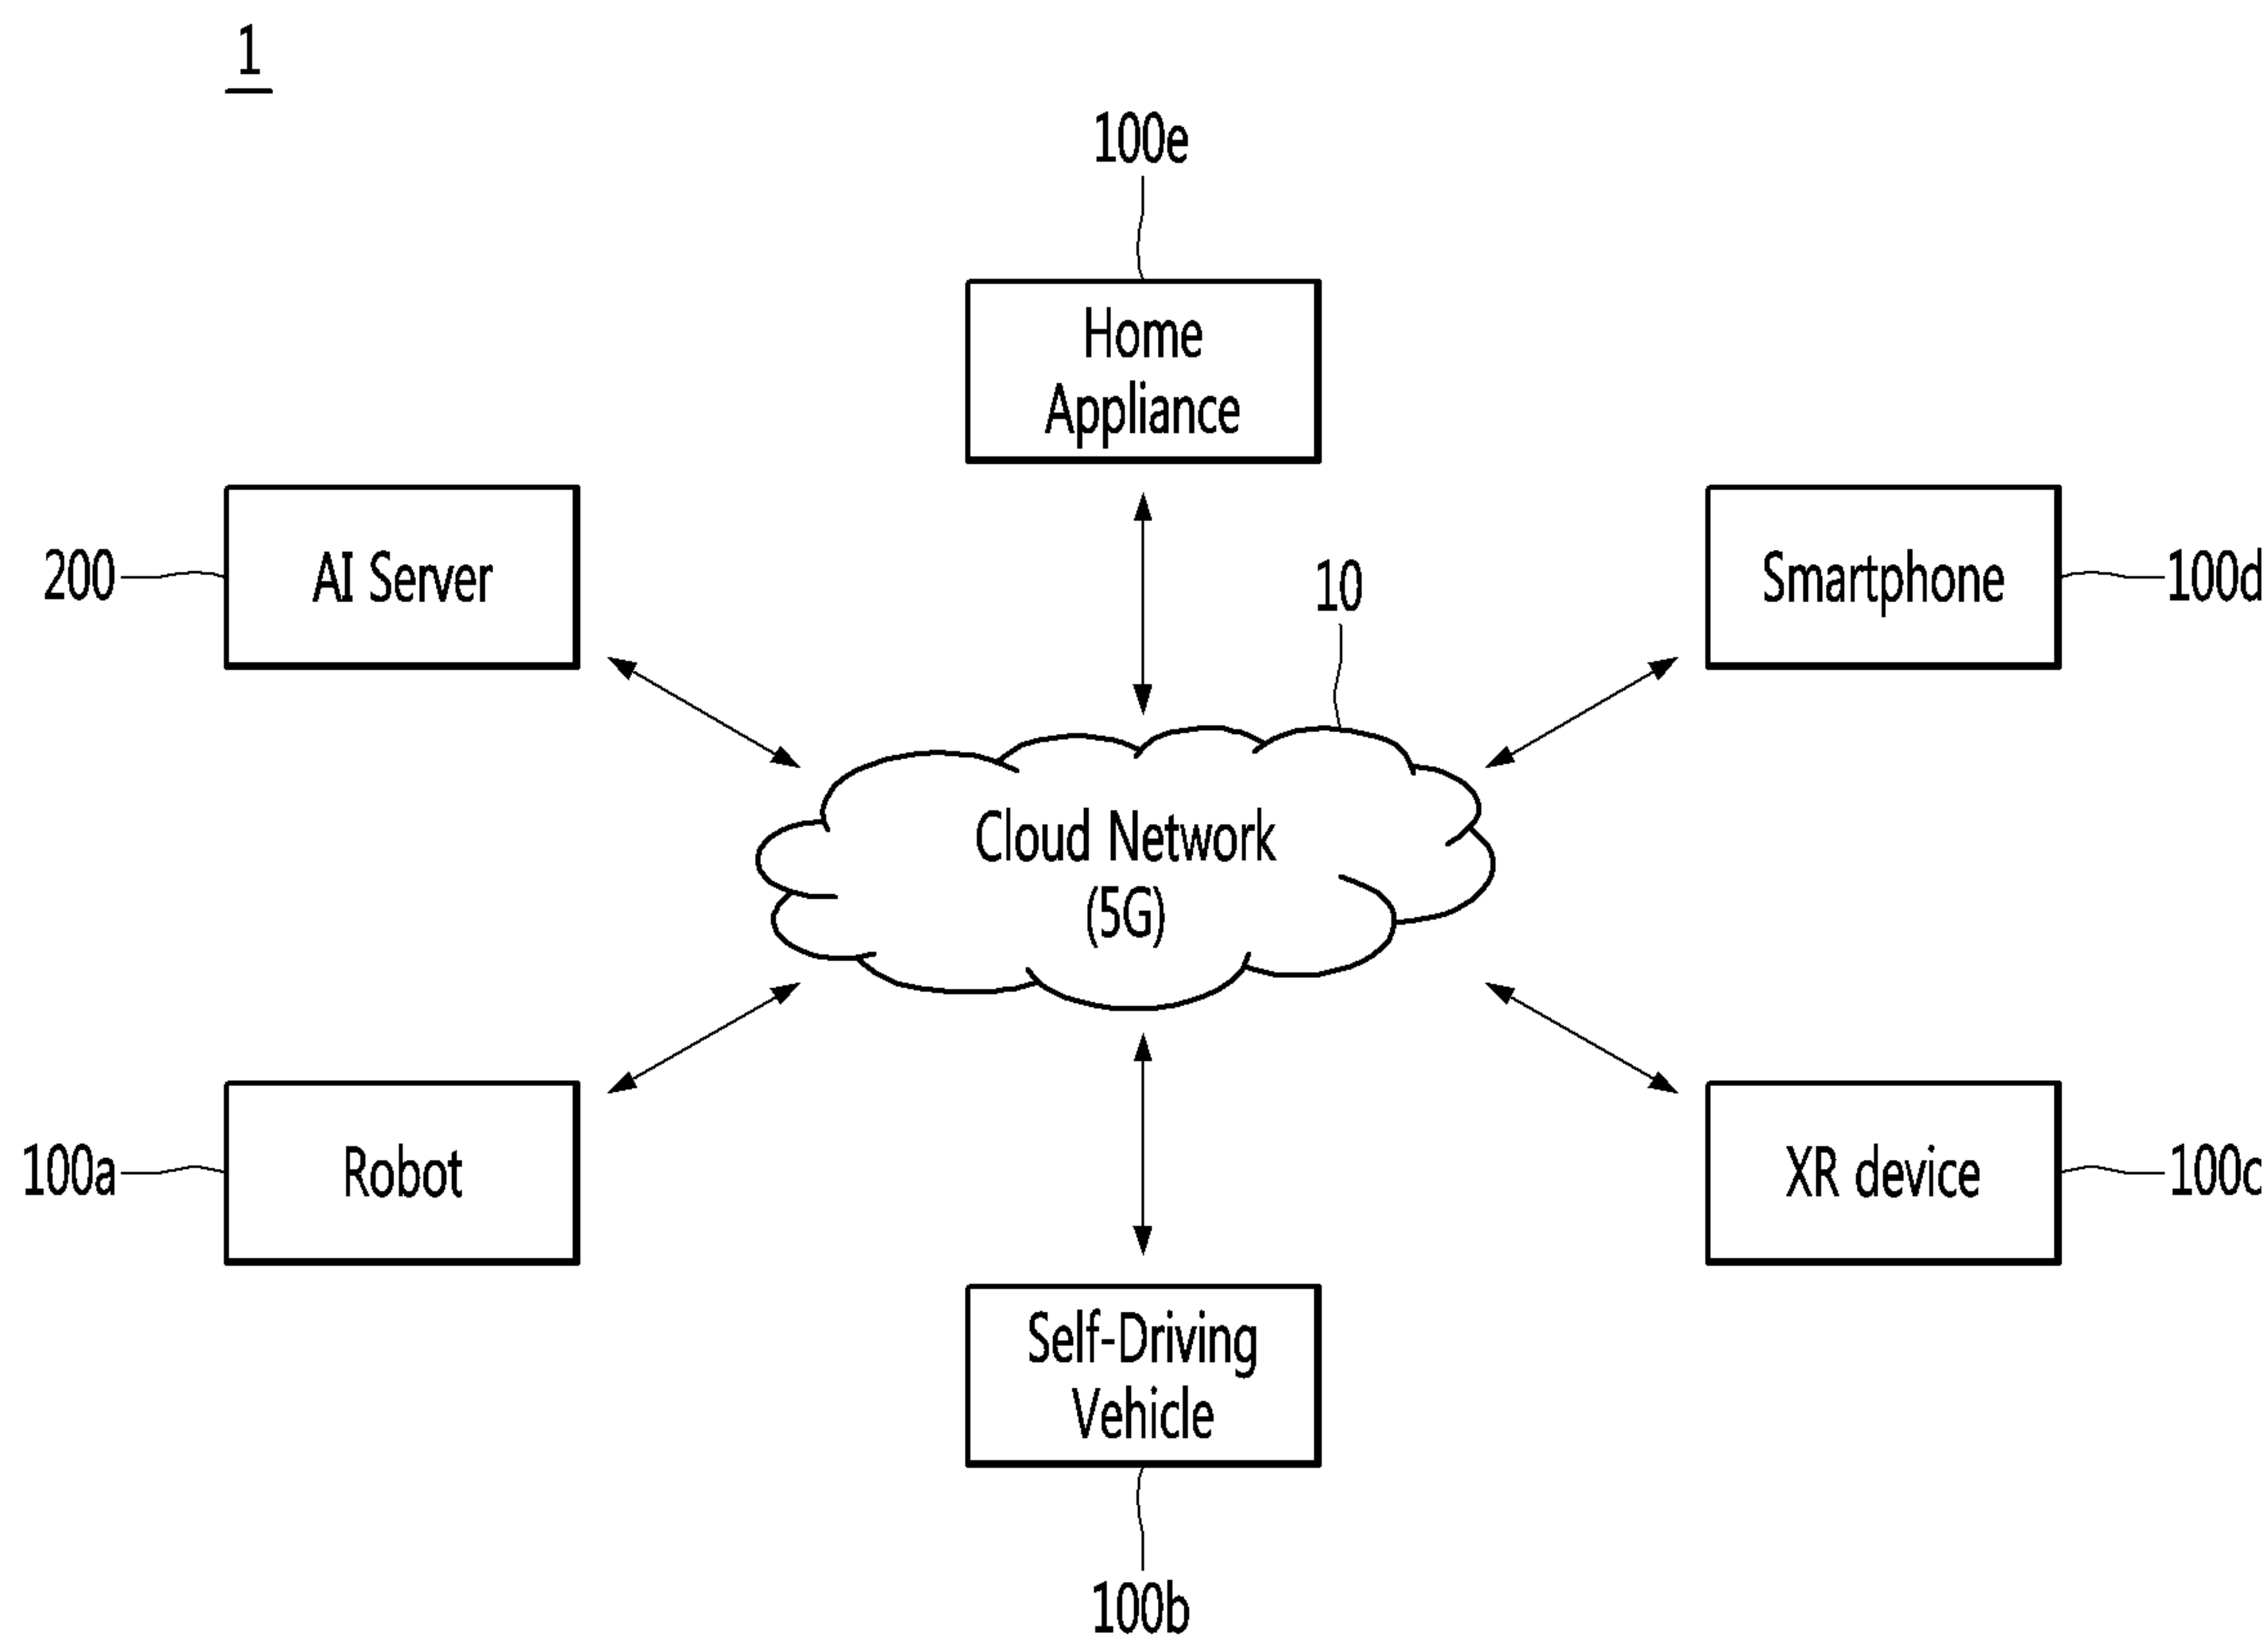 1
100e
Home
Appliance
200
AI Server
10
Smartphone
100d
Cloud Network
(5G)
100a
Robot
XR device
100c
Self-Driving
Vehicle
100b